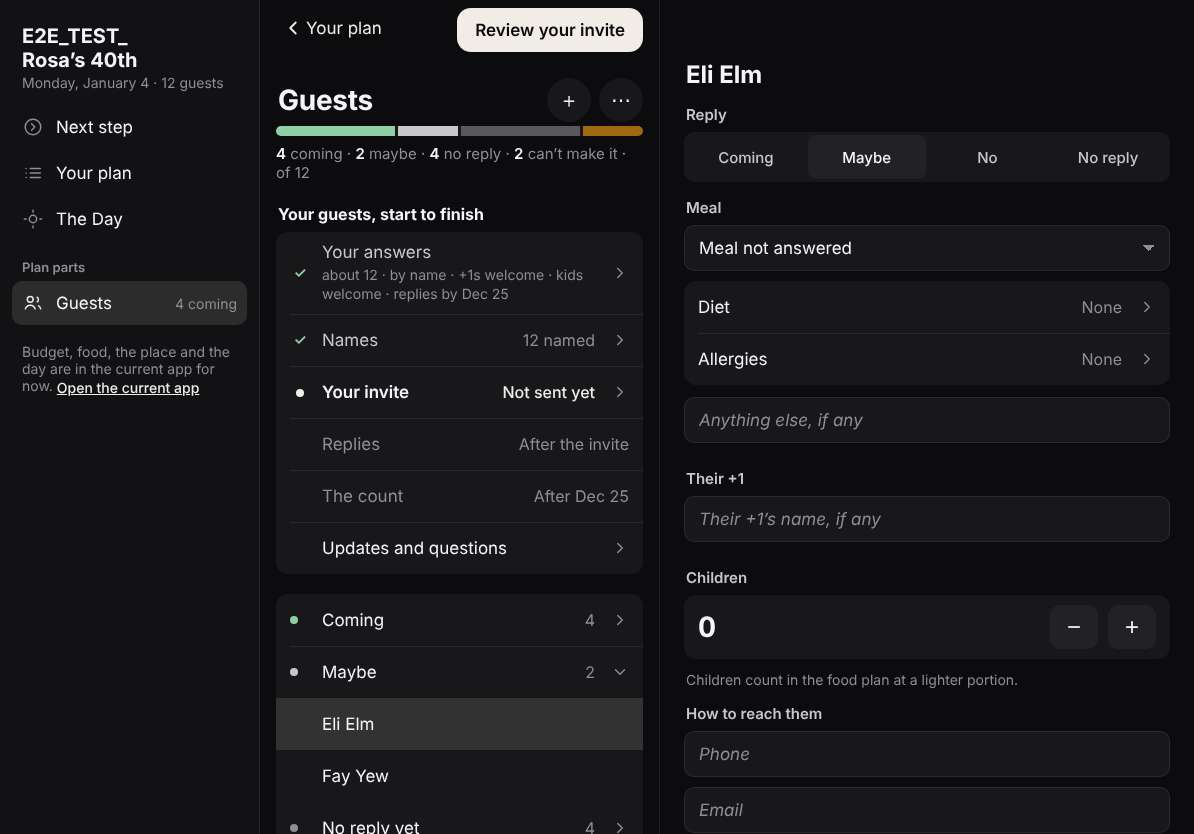 E2E_TEST_
Rosa’s 40th
Monday, January 4 · 12 guests
Next step
Your plan
The Day
Plan parts
Guests 4 coming
Budget, food, the place and the
day are in the current app for
now. Open the current app
Your plan
Review your invite
Guests
4 coming · 2 maybe · 4 no reply · 2 can’t make it ·
of 12
Your guests, start to finish
Your answers
about 12 · by name · +1s welcome · kids
welcome · replies by Dec 25
Names 12 named
Your invite Not sent yet
Replies After the invite
The count After Dec 25
Updates and questions
Coming 4
Maybe 2
Eli Elm
Fay Yew
No reply yet 4
Eli Elm
Reply
Coming Maybe No No reply
Meal
Meal not answered
Diet None
Allergies None
Anything else, if any
Their +1
Their +1’s name, if any
Children
0
Children count in the food plan at a lighter portion.
How to reach them
Phone
Email